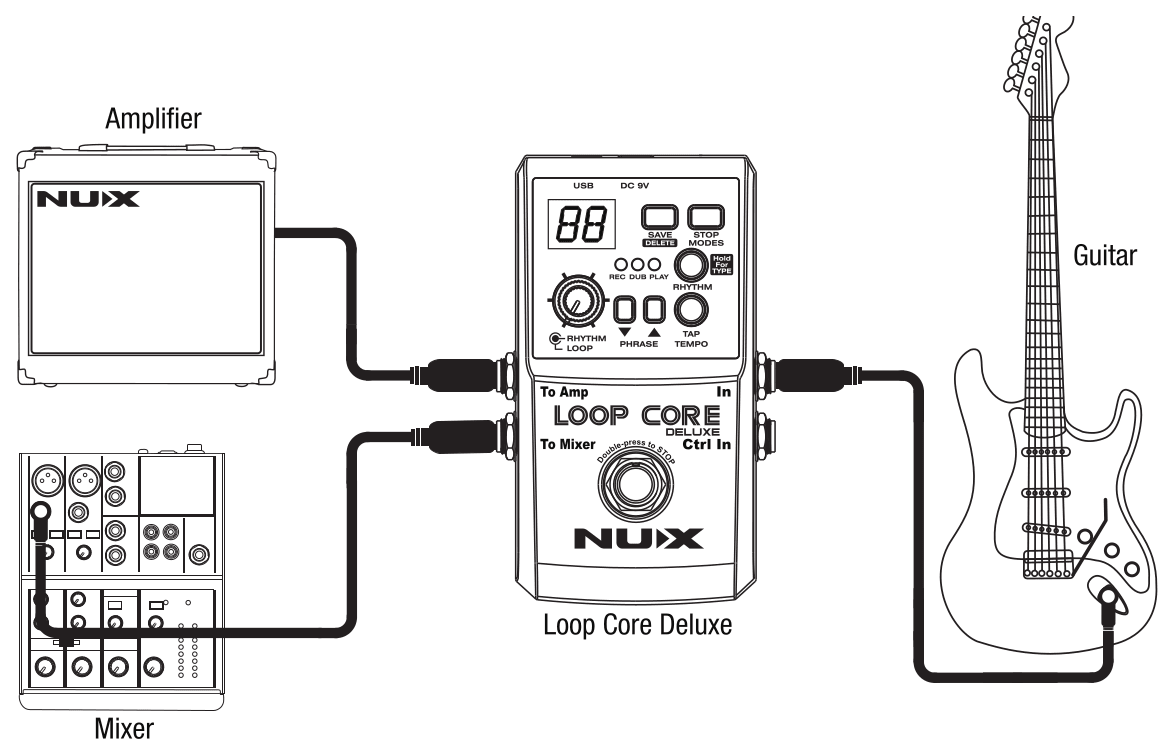 Amplifier
NUX
USB DC 9V
88
SAVE STOP
DELETE MODES
Hold
For
TYPE
REC DUB PLAY
RHYTHM
RHYTHM
LOOP
PHRASE
TAP
TEMPO
Guitar
To Amp In
LOOP CORE
DELUXE
To Mixer Ctrl In
Double-press to STOP
NUX
Loop Core Deluxe
Mixer